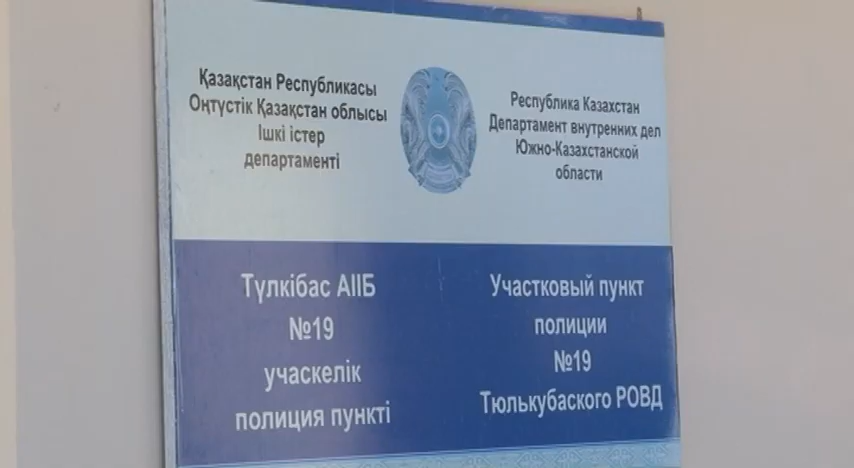 Қазақстан Республикасы
Оңтүстік Қазақстан облысы
Ішкі істер
департаменті
Республика Казахстан
Департамент внутренних дел
Южно-Казахстанской
области
Түлкібас АІІБ
№19
учаскелік
полиция пункті
Участковый пункт
полиции
№19
Тюлькубаского РОВД